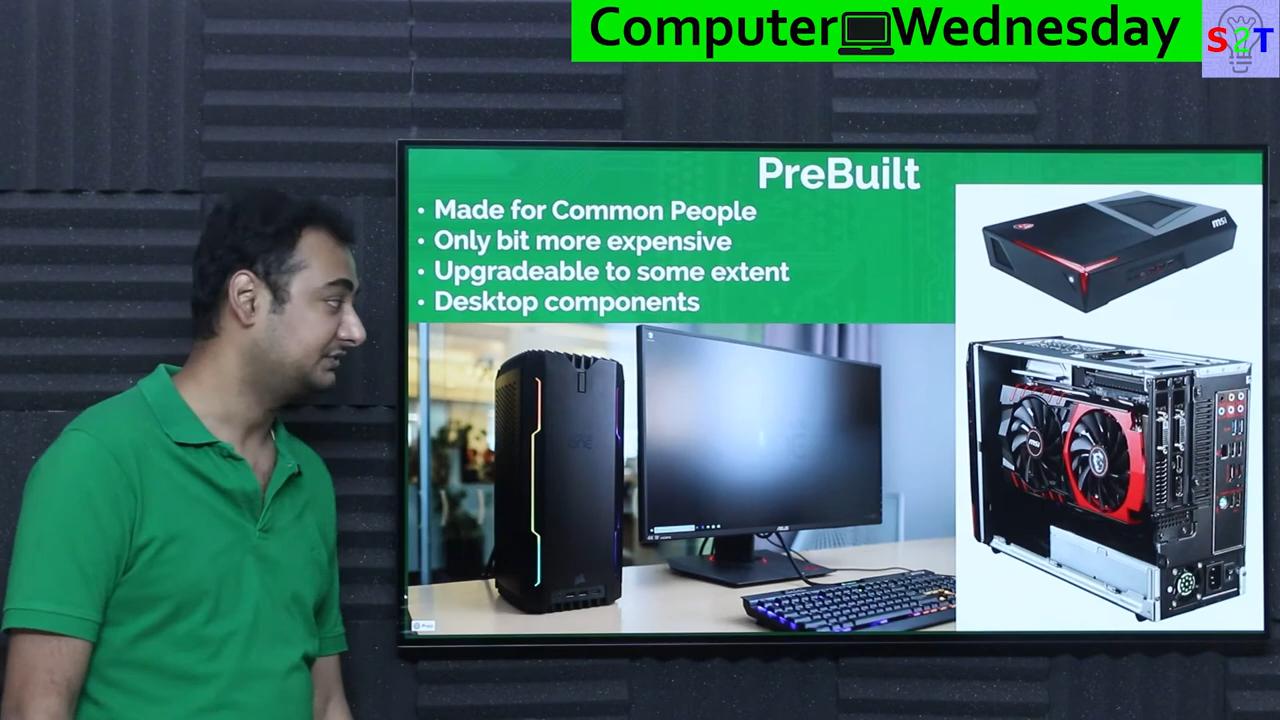 Computer Wednesday
S2T
PreBuilt
• Made for Common People
• Only bit more expensive
• Upgradeable to some extent
• Desktop components
msi
ASUS